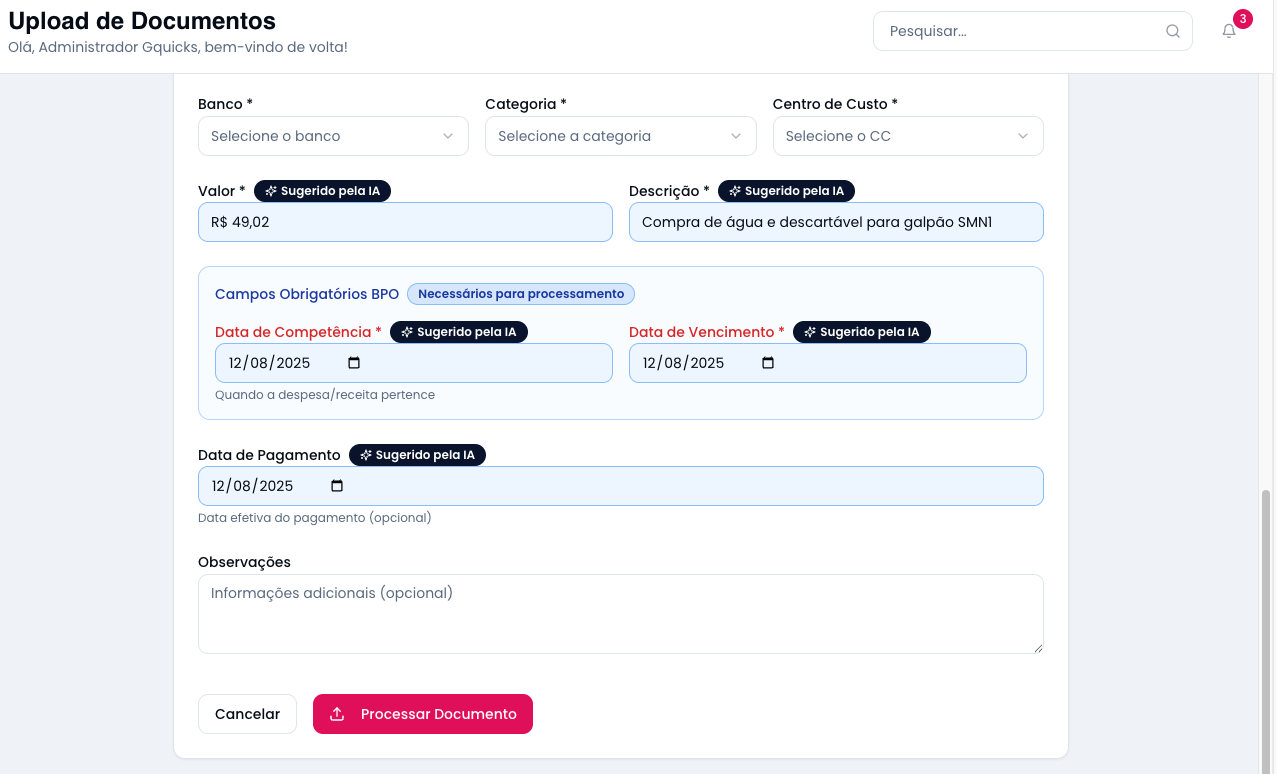 Upload de Documentos
Olá, Administrador Gquicks, bem-vindo de volta!
Pesquisar...
3
Banco *
Categoria *
Centro de Custo *
Selecione o banco
Selecione a categoria
Selecione o CC
Valor *
Sugerido pela IA
Descrição *
Sugerido pela IA
R$ 49,02
Compra de água e descartável para galpão SMN1
Campos Obrigatórios BPO
Necessários para processamento
Data de Competência *
Sugerido pela IA
Data de Vencimento *
Sugerido pela IA
12/08/2025
12/08/2025
Quando a despesa/receita pertence
Data de Pagamento
Sugerido pela IA
12/08/2025
Data efetiva do pagamento (opcional)
Observações
Informações adicionais (opcional)
Cancelar
Processar Documento